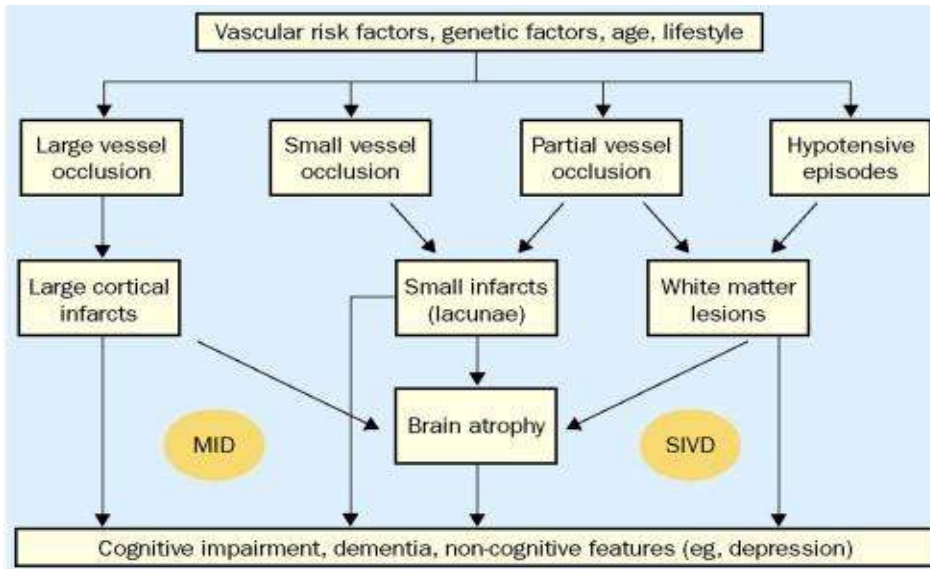 Vascular risk factors, genetic factors, age, lifestyle
Large vessel
occlusion
Small vessel
occlusion
Partial vessel
occlusion
Hypotensive
episodes
Large cortical
infarcts
Small infarcts
(lacunae)
White matter
lesions
Brain atrophy
MID
SIVD
Cognitive impairment, dementia, non-cognitive features (eg, depression)